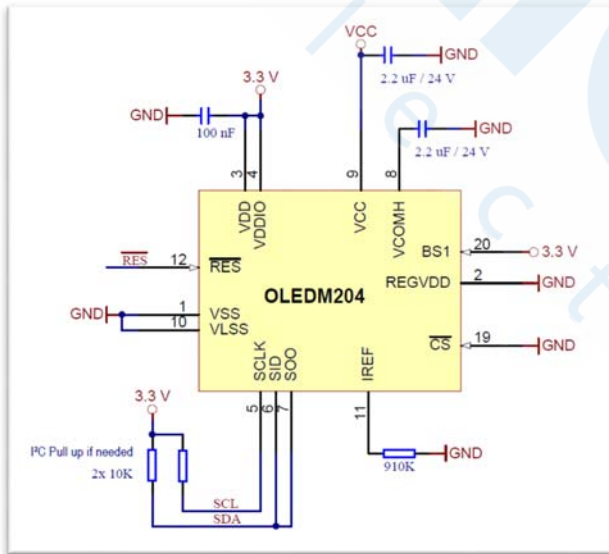 VCC
GND
2.2 uF / 24 V
3.3 V
GND
100 nF
GND
2.2 uF / 24 V
3
4
9
8
VDD
VDDIO
VCC
VCOMH
RES
12
RES
BS1
20
3.3 V
REGVDD
2
GND
OLEDM204
GND
1
VSS
10
VLSS
CS
19
GND
SCLK
SID
SOO
IREF
5
6
7
11
3.3 V
I²C Pull up if needed
2x 10K
SCL
SDA
910K
GND